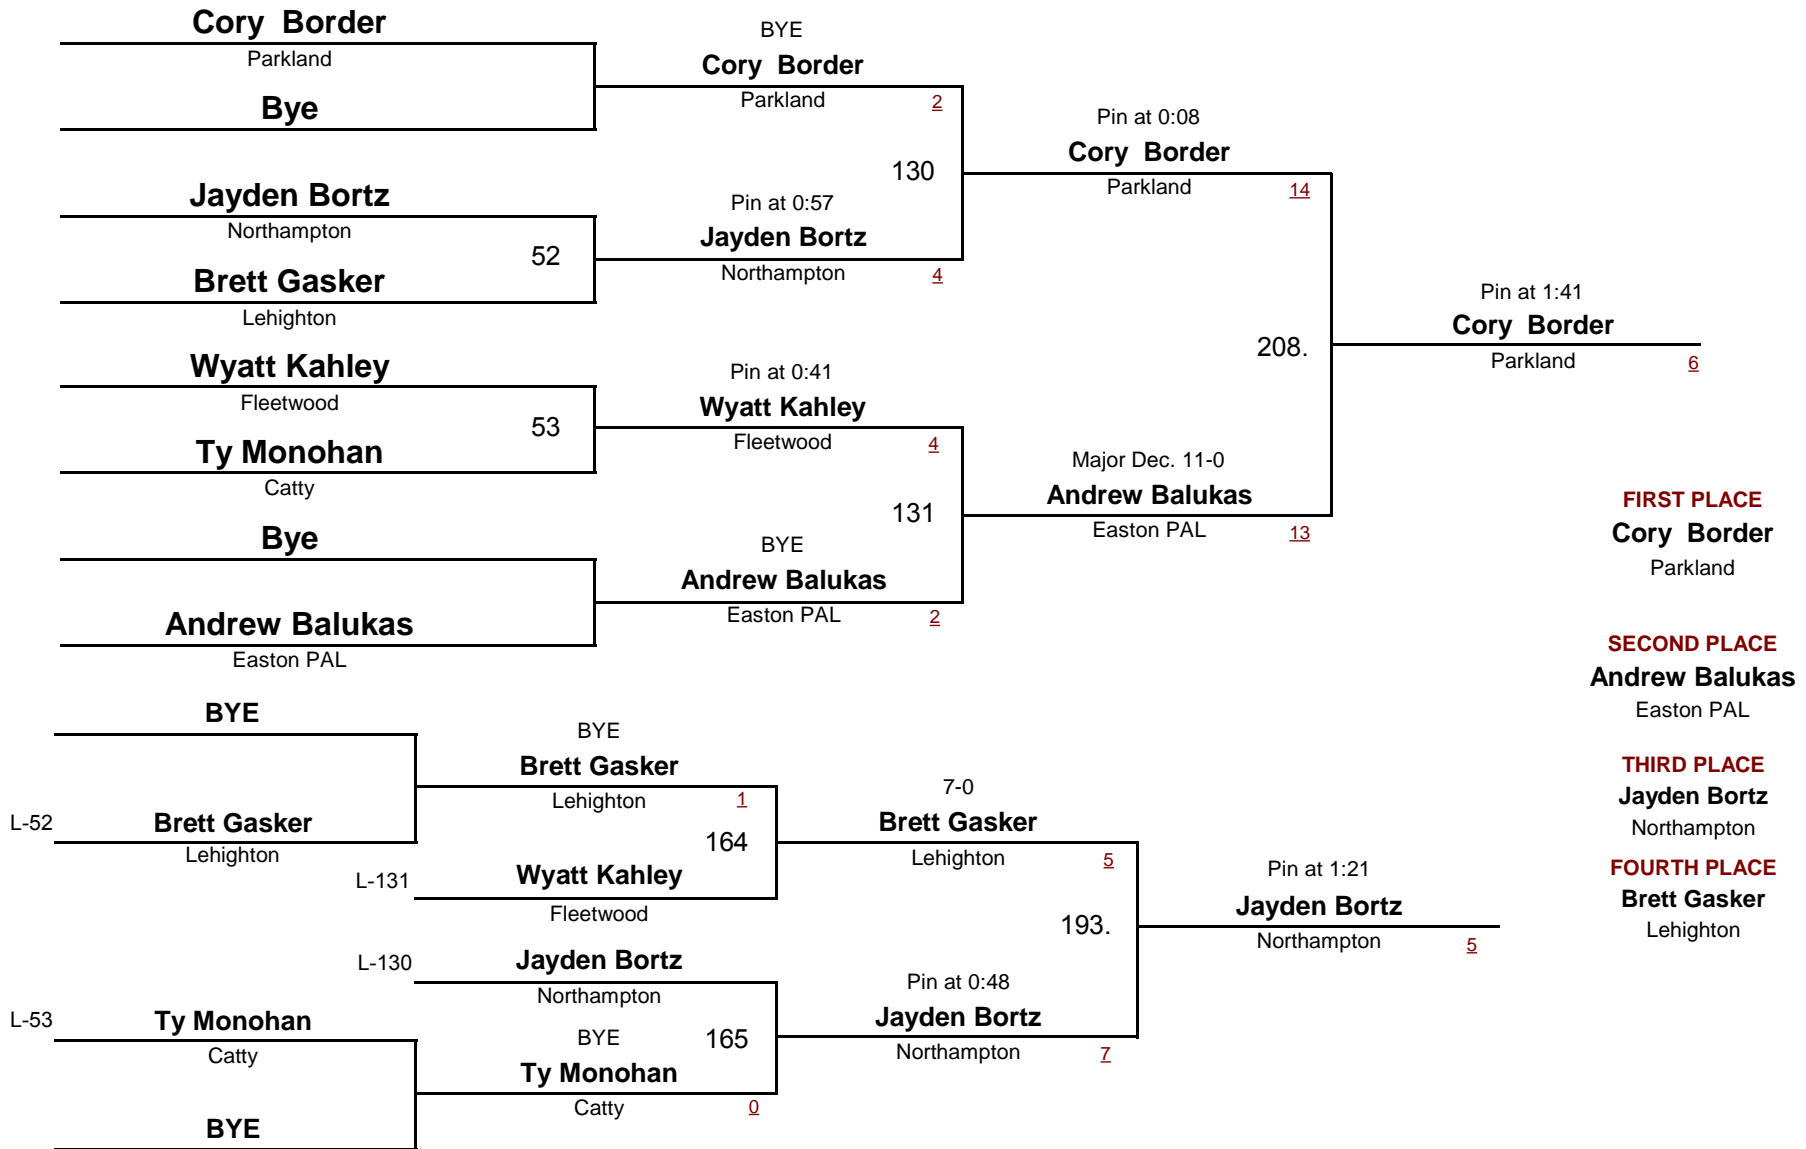 Cory  Border
Parkland
Bye
Jayden Bortz
Northampton
52
Brett Gasker
Lehighton
Wyatt Kahley
Fleetwood
53
Ty Monohan
Catty
Bye
Andrew Balukas
Easton PAL
BYE
Cory  Border
Parkland
2
130
Pin at 0:57
Jayden Bortz
Northampton
4
Pin at 0:41
Wyatt Kahley
Fleetwood
4
131
BYE
Andrew Balukas
Easton PAL
2
Pin at 0:08
Cory  Border
Parkland
14
208.
Major Dec. 11-0
Andrew Balukas
Easton PAL
13
Pin at 1:41
Cory  Border
Parkland
6
FIRST PLACE
Cory  Border
Parkland
SECOND PLACE
Andrew Balukas
Easton PAL
THIRD PLACE
Jayden Bortz
Northampton
FOURTH PLACE
Brett Gasker
Lehighton
BYE
L-52
Brett Gasker
Lehighton
L-53
Ty Monohan
Catty
BYE
BYE
Brett Gasker
Lehighton
1
164
L-131
Wyatt Kahley
Fleetwood
L-130
Jayden Bortz
Northampton
165
BYE
Ty Monohan
Catty
0
7-0
Brett Gasker
Lehighton
5
193.
Pin at 0:48
Jayden Bortz
Northampton
7
Pin at 1:21
Jayden Bortz
Northampton
5